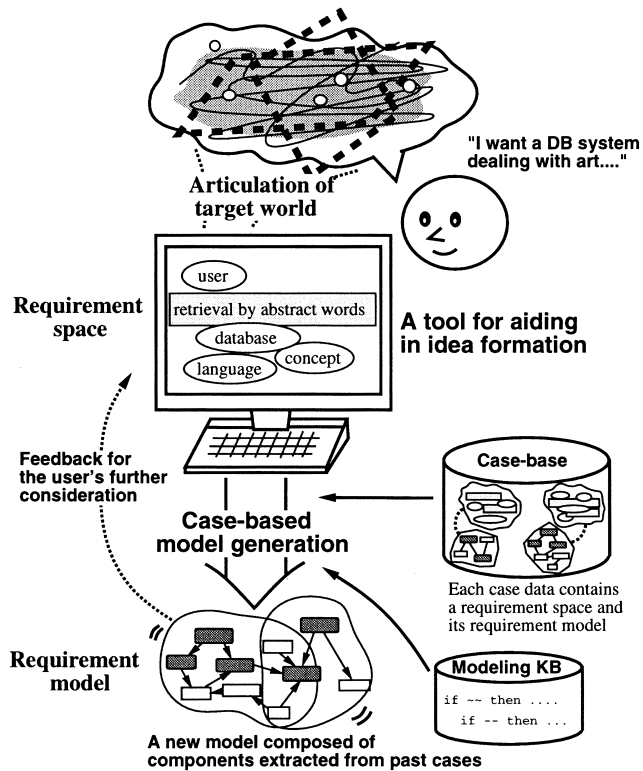 "I want a DB system
dealing with art...."
Articulation of
target world
user
retrieval by abstract words
database
concept
language
Requirement
space
A tool for aiding
in idea formation
Feedback for
the user's further
consideration
Case-based
model generation
Case-base
Each case data contains
a requirement space and
its requirement model
Requirement
model
Modeling KB
if ~~ then ....
if -- then ...
A new model composed of
components extracted from past cases